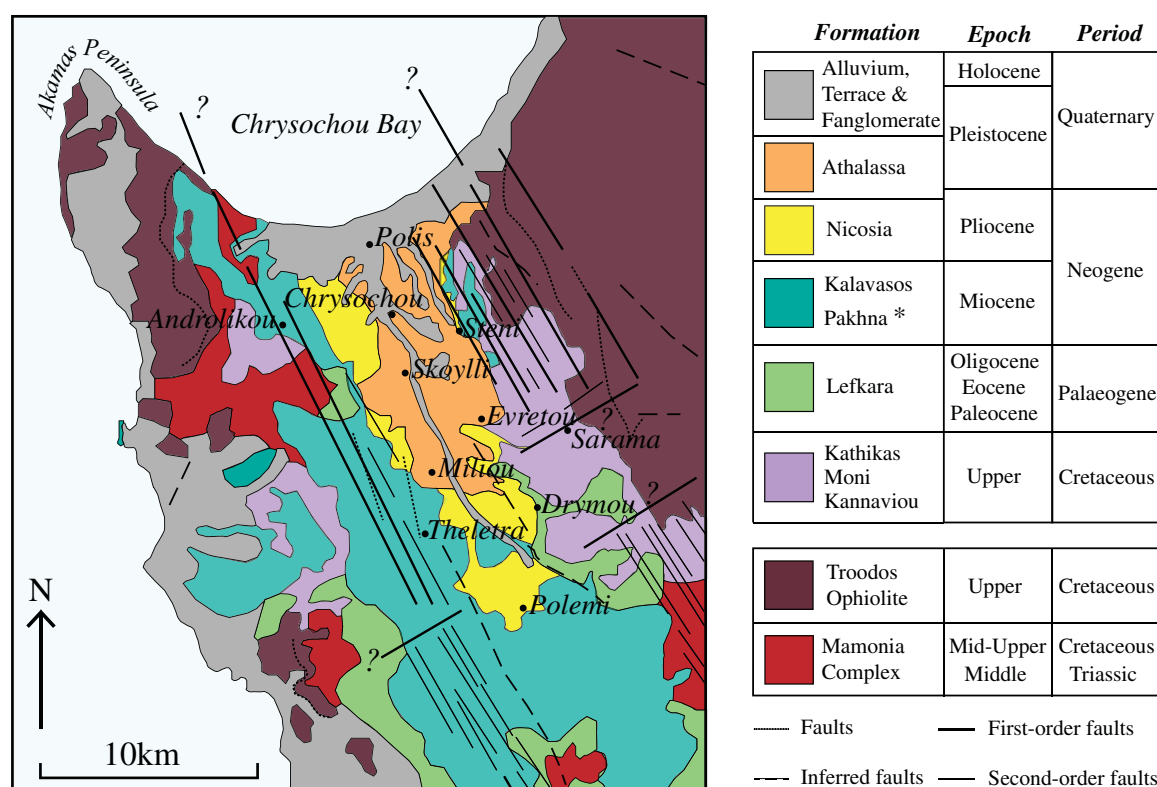 Akamas Peninsula
?
?
Chrysochou Bay
Polis
Chrysochou
Androlikou
Steni
Skoylli
Evretou
?
Sarama
Miliou
?
Drymou
Theletra
Polemi
?
N
10km
Formation Epoch Period
Alluvium,
Terrace &
Fanglomerate
Holocene
Pleistocene
Quaternary
Athalassa
Nicosia
Pliocene
Neogene
Kalavasos
Pakhna *
Miocene
Lefkara
Oligocene
Eocene
Paleocene
Palaeogene
Kathikas
Moni
Kannaviou
Upper
Cretaceous
Troodos
Ophiolite
Upper
Cretaceous
Mamonia
Complex
Mid-Upper
Middle
Cretaceous
Triassic
Faults
First-order faults
Inferred faults
Second-order faults